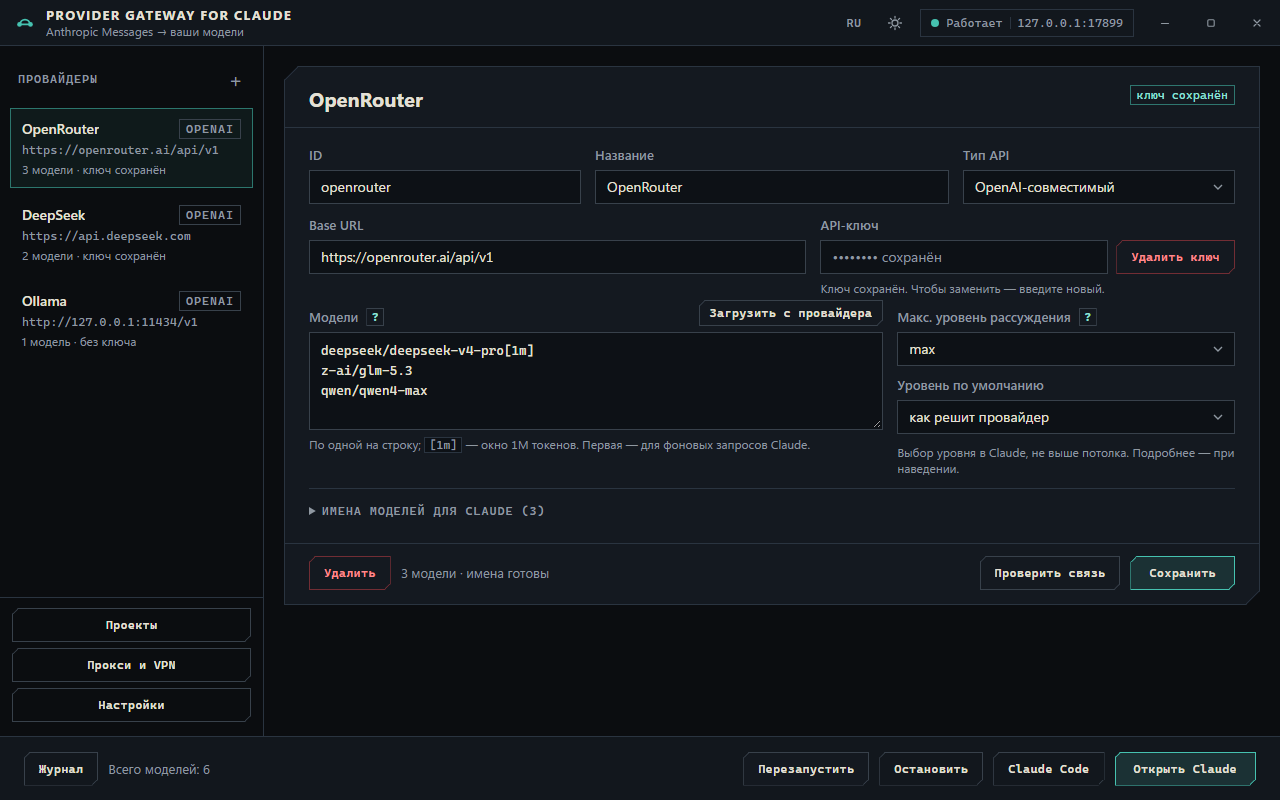 PROVIDER GATEWAY FOR CLAUDE
Anthropic Messages → ваши модели
RU
Работает
127.0.0.1:17899
ПРОВАЙДЕРЫ
+
OpenRouter
OPENAI
https://openrouter.ai/api/v1
3 модели · ключ сохранён
DeepSeek
OPENAI
https://api.deepseek.com
2 модели · ключ сохранён
Ollama
OPENAI
http://127.0.0.1:11434/v1
1 модель · без ключа
Проекты
Прокси и VPN
Настройки
OpenRouter
ключ сохранён
ID
Название
Тип API
openrouter
OpenRouter
OpenAI-совместимый
Base URL
API-ключ
https://openrouter.ai/api/v1
•••••••• сохранён
Удалить ключ
Ключ сохранён. Чтобы заменить — введите новый.
Модели ?
Загрузить с провайдера
deepseek/deepseek-v4-pro[1m]
z-ai/glm-5.3
qwen/qwen4-max
По одной на строку; [1m] — окно 1М токенов. Первая — для фоновых запросов Claude.
Макс. уровень рассуждения ?
max
Уровень по умолчанию
как решит провайдер
Выбор уровня в Claude, не выше потолка. Подробнее — при
наведении.
ИМЕНА МОДЕЛЕЙ ДЛЯ CLAUDE (3)
Удалить
3 модели · имена готовы
Проверить связь
Сохранить
Журнал
Всего моделей: 6
Перезапустить
Остановить
Claude Code
Открыть Claude